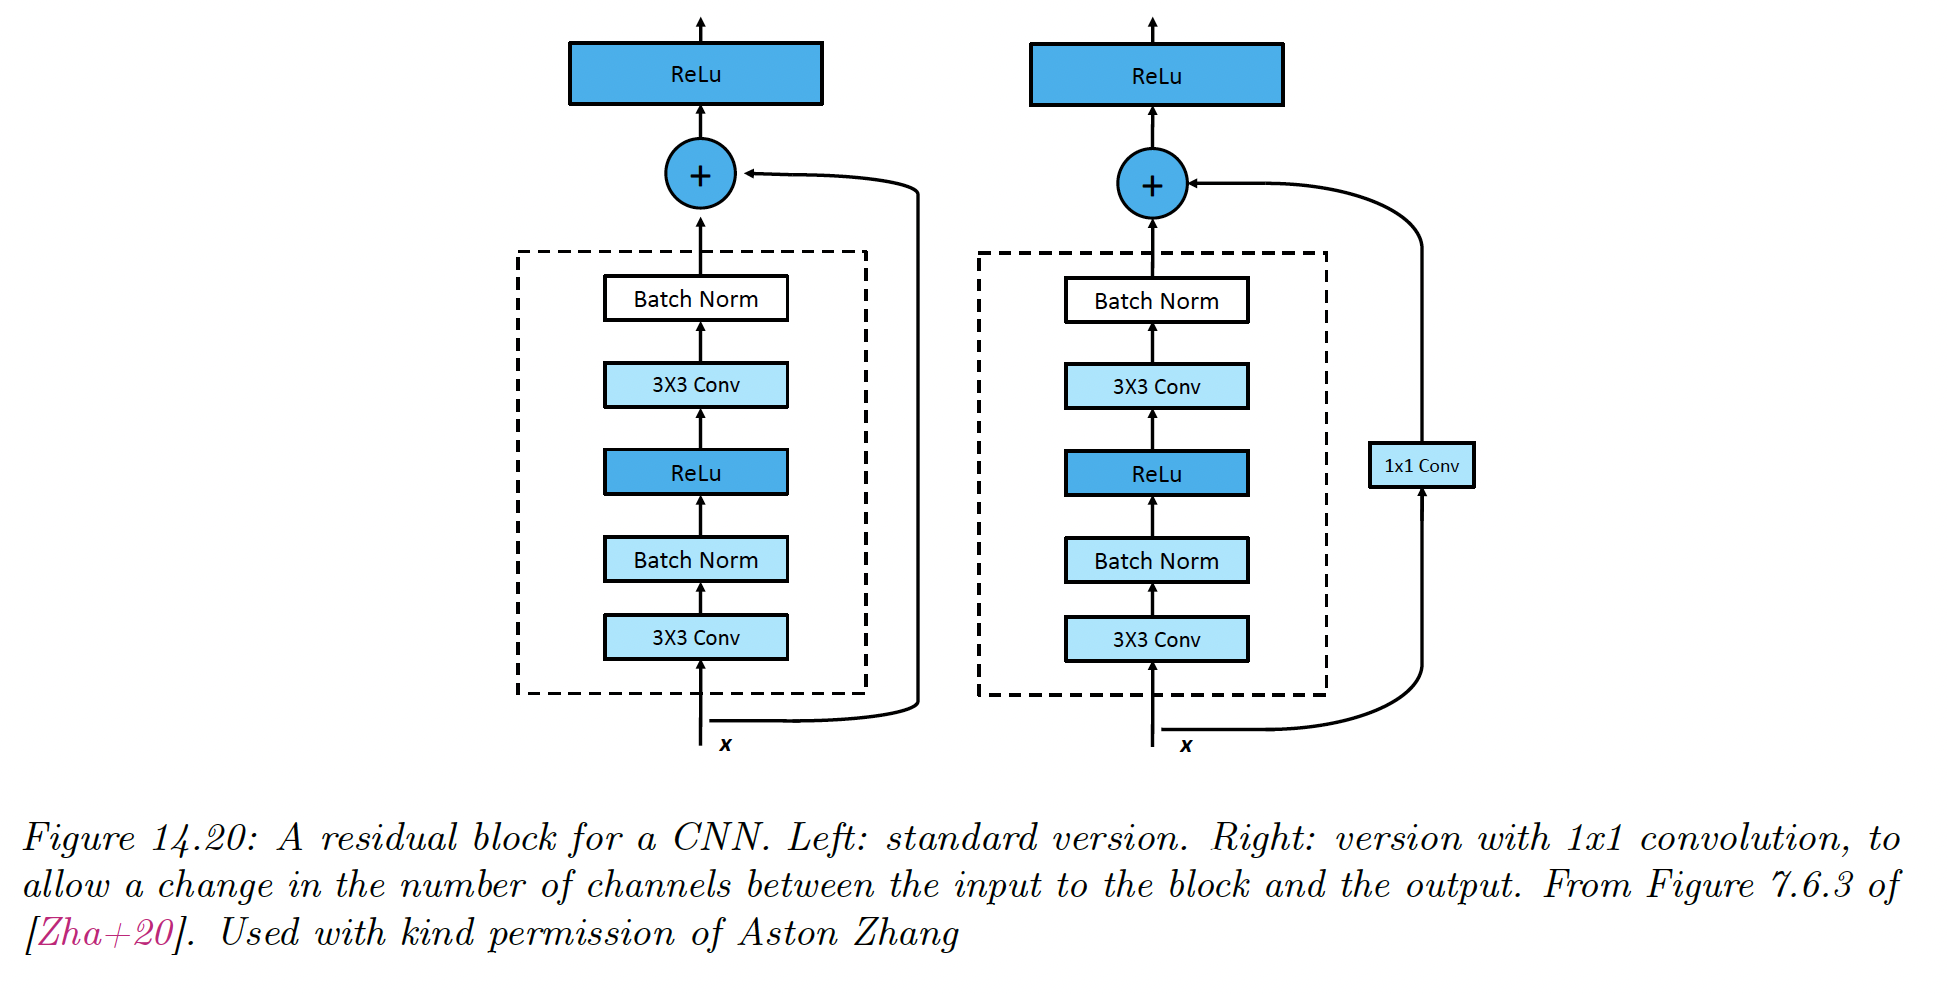 ReLu
+
Batch Norm
3X3 Conv
ReLu
Batch Norm
3X3 Conv
x
ReLu
+
Batch Norm
3X3 Conv
ReLu
Batch Norm
3X3 Conv
1x1 Conv
x
Figure 14.20: A residual block for a CNN. Left: standard version. Right: version with 1x1 convolution, to
allow a change in the number of channels between the input to the block and the output. From Figure 7.6.3 of
[Zha+20]. Used with kind permission of Aston Zhang